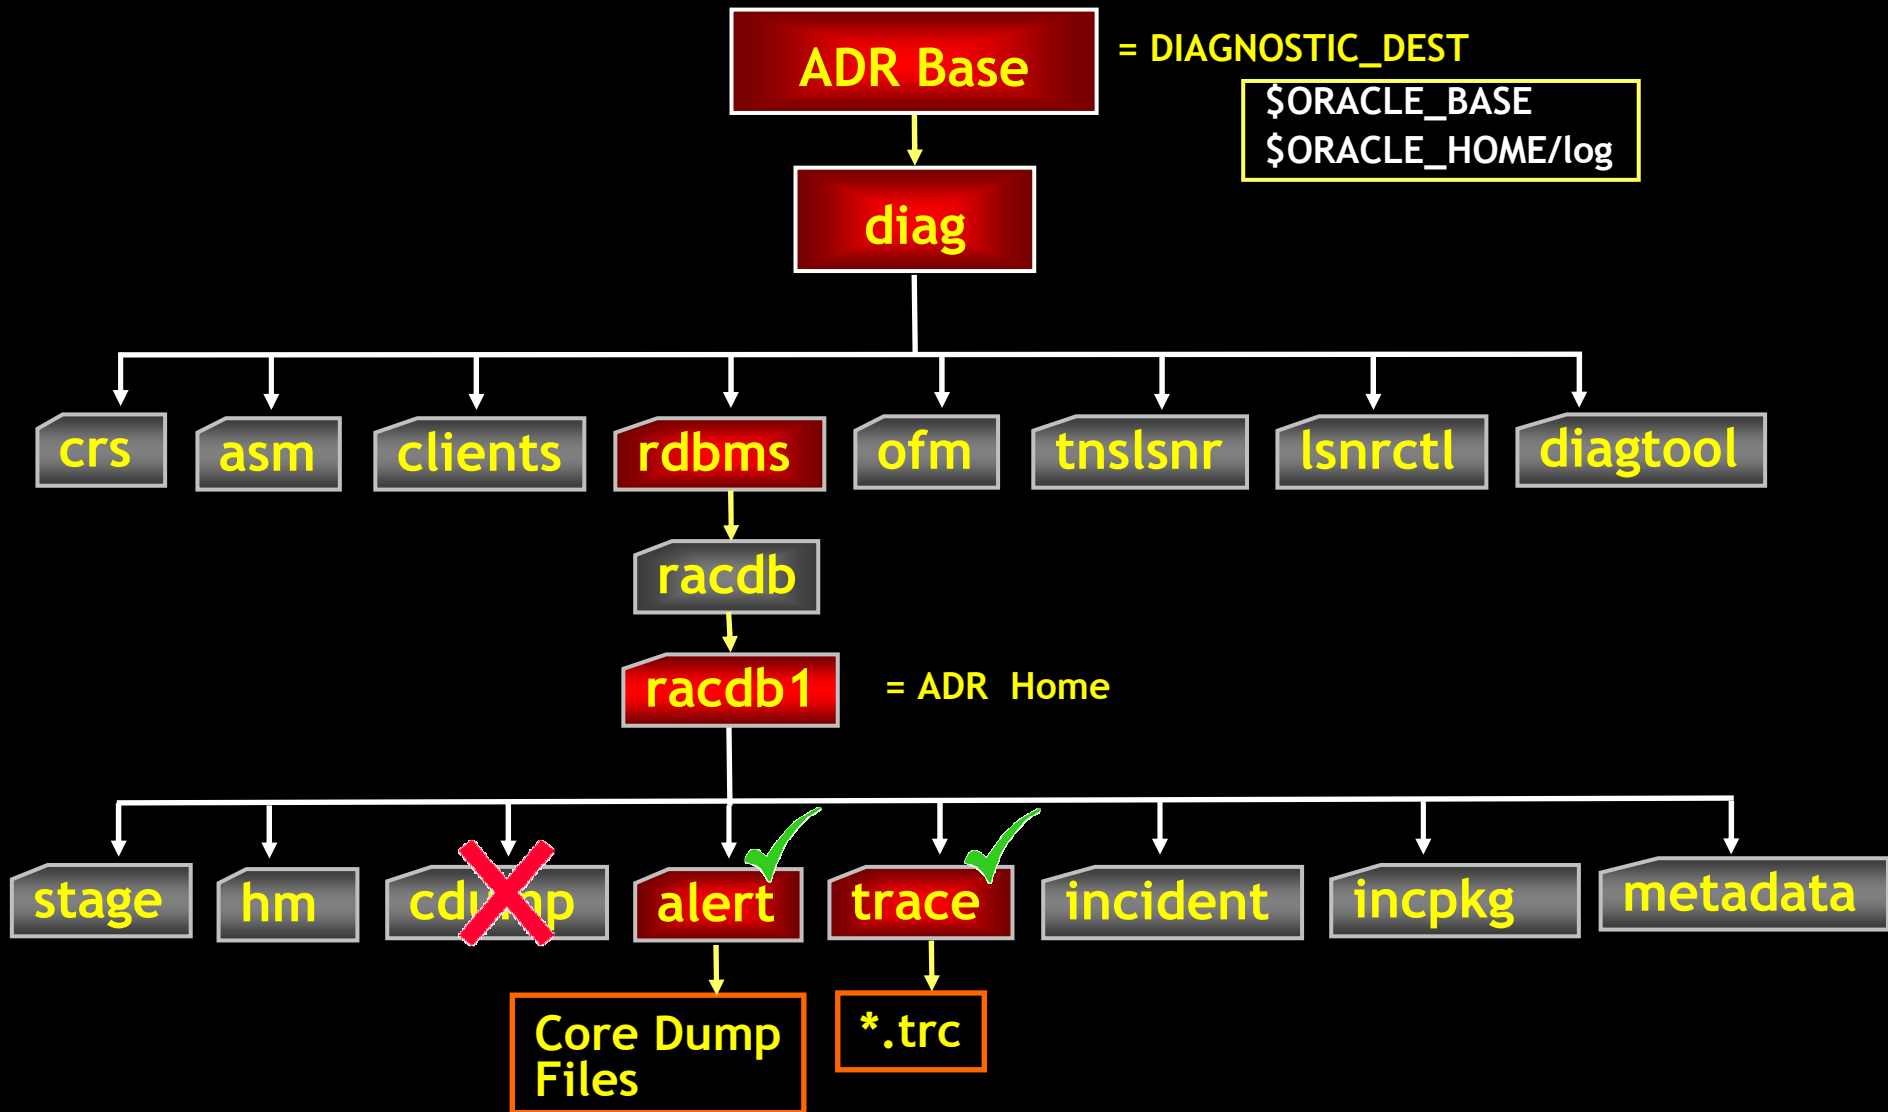 ADR Base
= DIAGNOSTIC_DEST
$ORACLE_BASE
$ORACLE_HOME/log
diag
crs
asm
clients
rdbms
ofm
tnslsnr
lsnrctl
diagtool
racdb
racdb1
= ADR Home
stage
hm
cdump
alert
trace
incident
incpkg
metadata
Core Dump
Files
*.trc